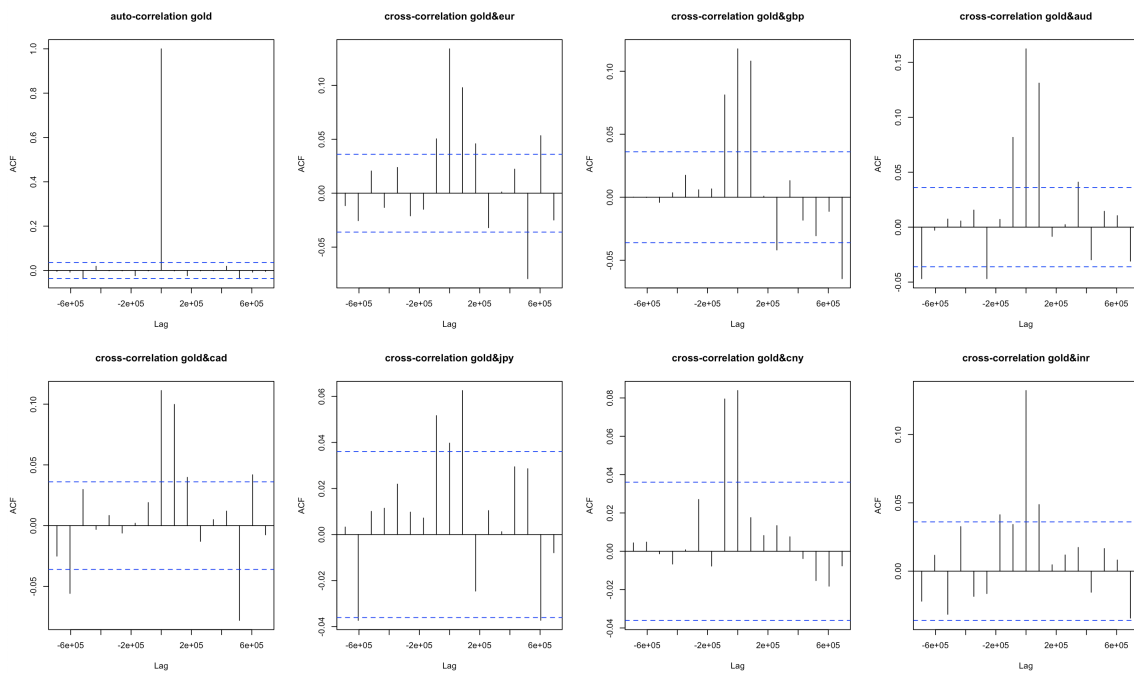 auto-correlation gold
ACF
1.0
0.8
0.6
0.4
0.2
0.0
-6e+05 -2e+05 2e+05 6e+05
Lag
cross-correlation gold&eur
ACF
0.10
0.05
0.00
-0.05
-6e+05 -2e+05 2e+05 6e+05
Lag
cross-correlation gold&gbp
ACF
0.10
0.05
0.00
-0.05
-6e+05 -2e+05 2e+05 6e+05
Lag
cross-correlation gold&aud
ACF
0.15
0.10
0.05
0.00
-0.05
-6e+05 -2e+05 2e+05 6e+05
Lag
cross-correlation gold&cad
ACF
0.10
0.05
0.00
-0.05
-6e+05 -2e+05 2e+05 6e+05
Lag
cross-correlation gold&jpy
ACF
0.06
0.04
0.02
0.00
-0.02
-0.04
-6e+05 -2e+05 2e+05 6e+05
Lag
cross-correlation gold&cny
ACF
0.08
0.06
0.04
0.02
0.00
-0.02
-0.04
-6e+05 -2e+05 2e+05 6e+05
Lag
cross-correlation gold&inr
ACF
0.10
0.05
0.00
-6e+05 -2e+05 2e+05 6e+05
Lag